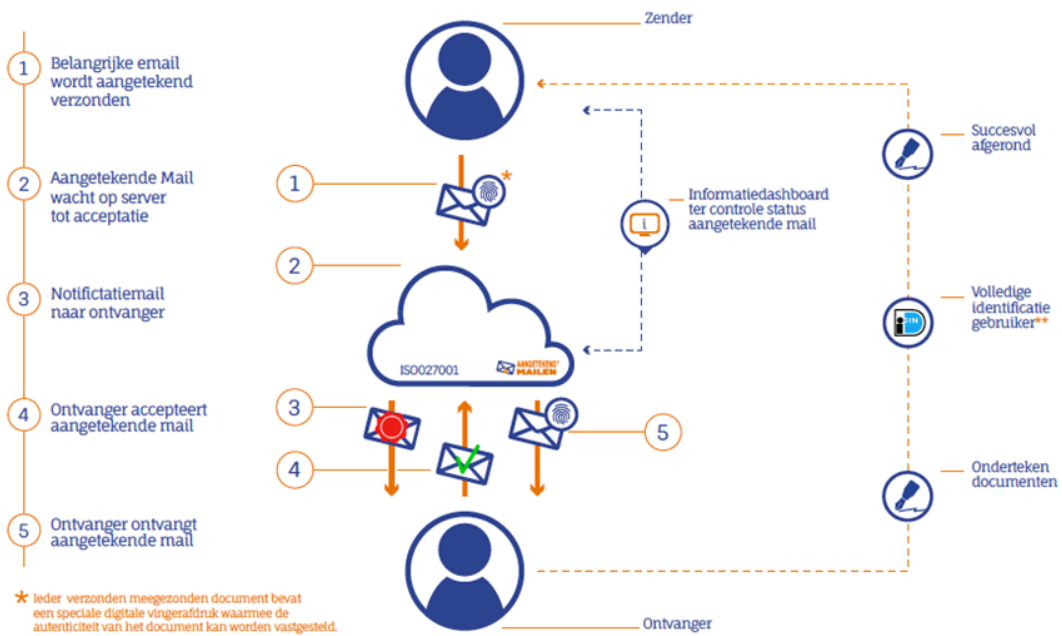 Zender
1
Belangrijke email
wordt aangetekend
verzonden
2
Aangetekende Mail
wacht op server
tot acceptatie
3
Notifictatiemail
naar ontvanger
4
Ontvanger accepteert
aangetekende mail
5
Ontvanger ontvangt
aangetekende mail
* Ieder verzonden meegezonden document bevat
een speciale digitale vingerafdruk waarmee de
autenticiteit van het document kan worden vastgesteld.
1
*
2
ISO027001
AANGETEKEND*
MAILEN
3
4
5
i
Informatiedashboard
ter controle status
aangetekende mail
Succesvol
afgerond
iD IN
Volledige
identificatie
gebruiker**
Onderteken
documenten
Ontvanger